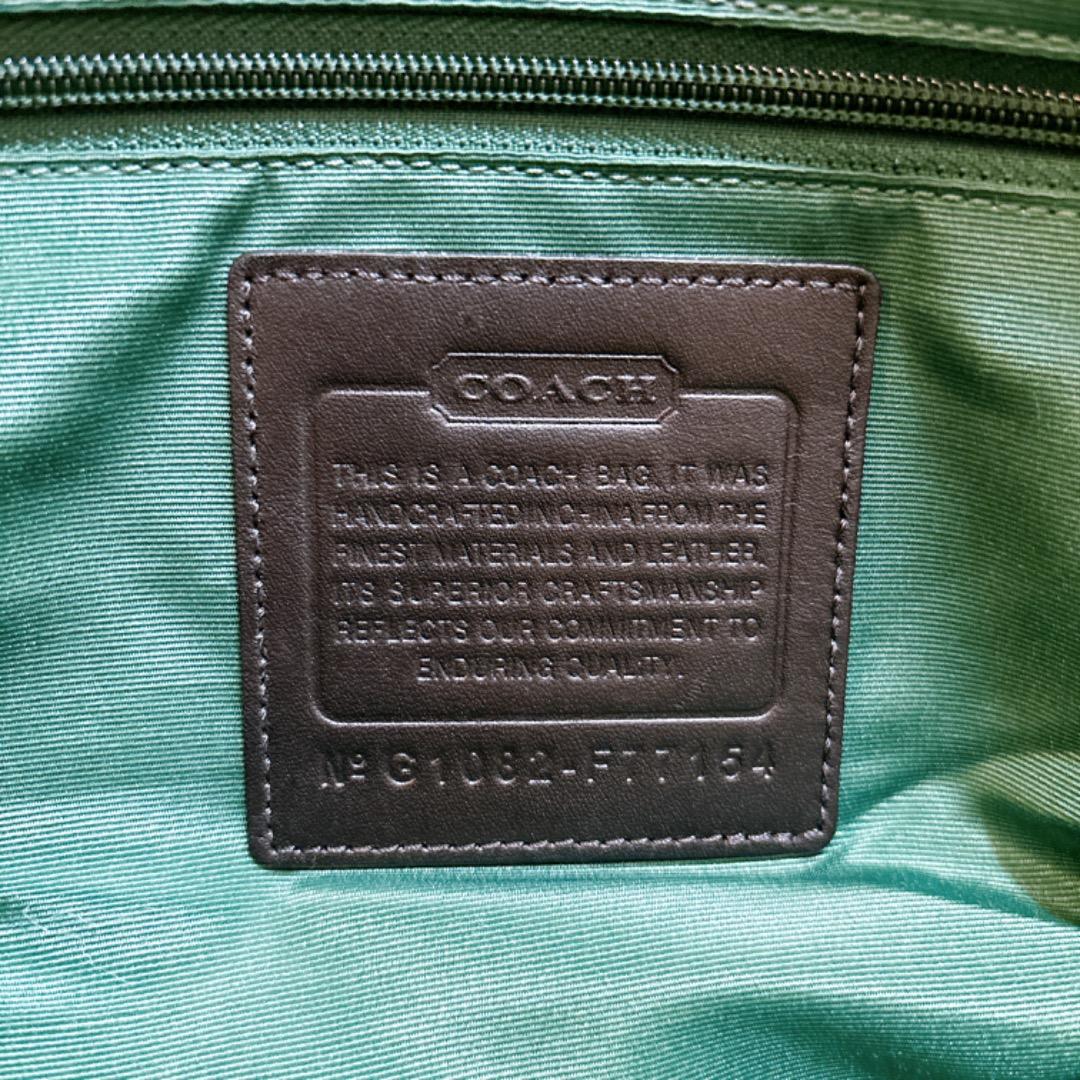 COACH
THIS IS A COACH BAG. IT WAS
HANDCRAFTED IN CHINA FROM THE
FINEST MATERIALS AND LEATHER.
ITS SUPERIOR CRAFTSMANSHIP
REFLECTS OUR COMMITMENT TO
ENDURING QUALITY.
Nº G1082-F77154